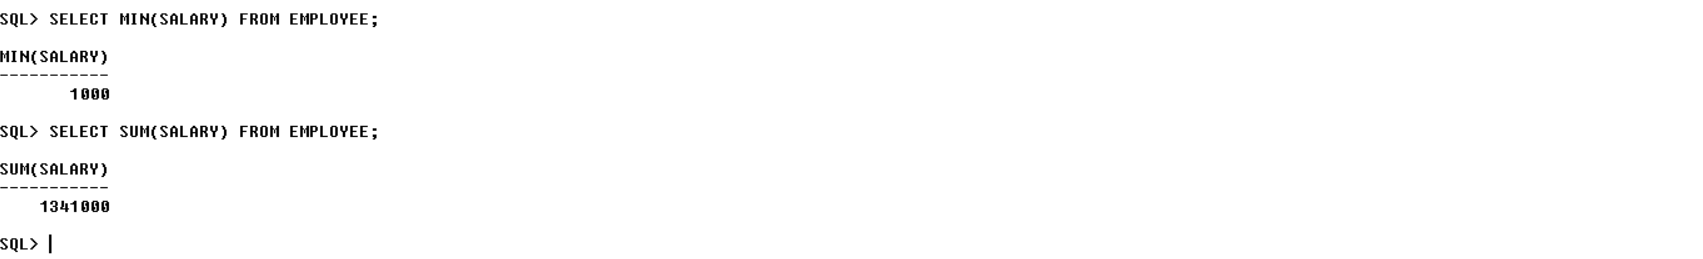 SQL> SELECT MIN(SALARY) FROM EMPLOYEE;
MIN(SALARY)
-----------
1000
SQL> SELECT SUM(SALARY) FROM EMPLOYEE;
SUM(SALARY)
-----------
1341000
SQL>